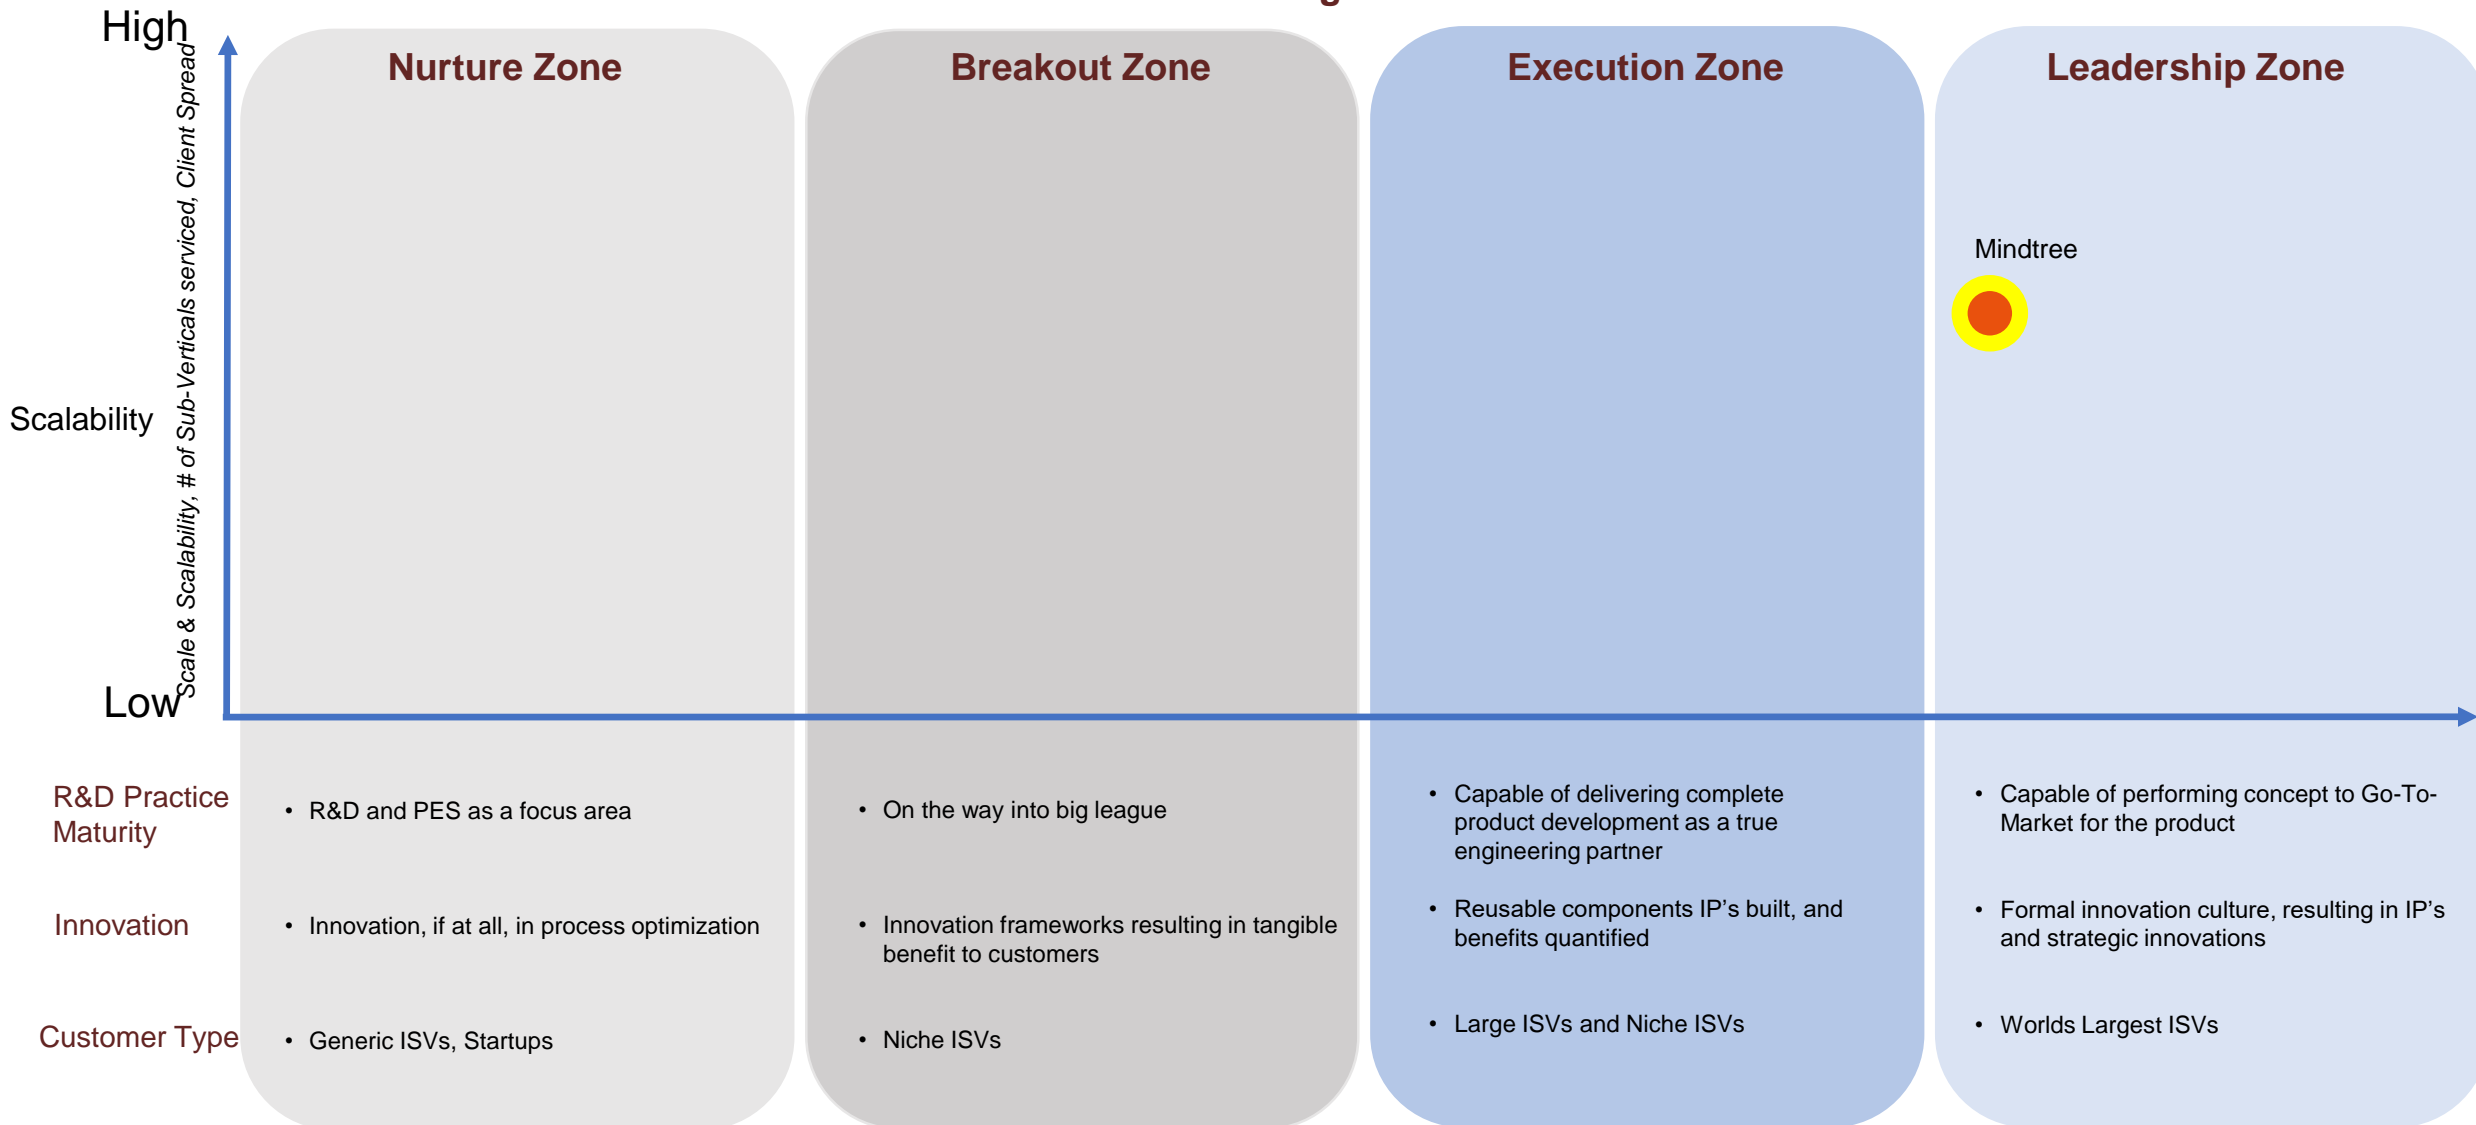 High
Nurture Zone
Breakout Zone
Execution Zone
Leadership Zone
Scale & Scalability, # of Sub-Verticals serviced, Client Spread
Mindtree
Scalability
Low
R&D Practice
Maturity
• R&D and PES as a focus area
• On the way into big league
• Capable of delivering complete
product development as a true
engineering partner
• Capable of performing concept to Go-To-
Market for the product
Innovation
• Innovation, if at all, in process optimization
• Innovation frameworks resulting in tangible
benefit to customers
• Reusable components IP's built, and
benefits quantified
• Formal innovation culture, resulting in IP's
and strategic innovations
Customer Type
• Generic ISVs, Startups
• Niche ISVs
• Large ISVs and Niche ISVs
• Worlds Largest ISVs